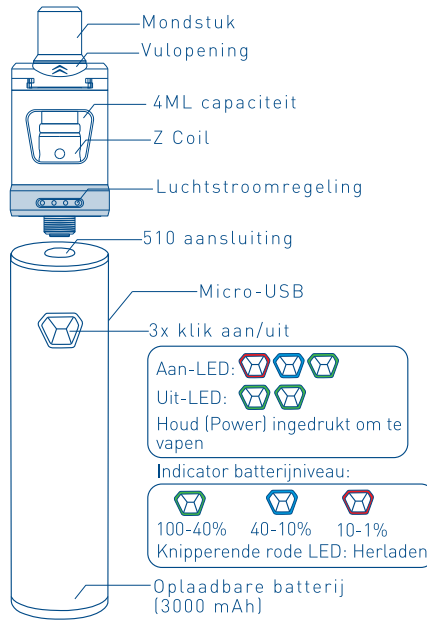 Mondstuk
Vulopening
4ML capaciteit
Z Coil
Luchtstroomregeling
510 aansluiting
Micro-USB
3x klik aan/uit
Aan-LED:
Uit-LED:
Houd (Power) ingedrukt om te
vapen
Indicator batterijniveau:
100-40% 40-10% 10-1%
Knipperende rode LED: Herladen
Oplaadbare batterij
(3000 mAh)